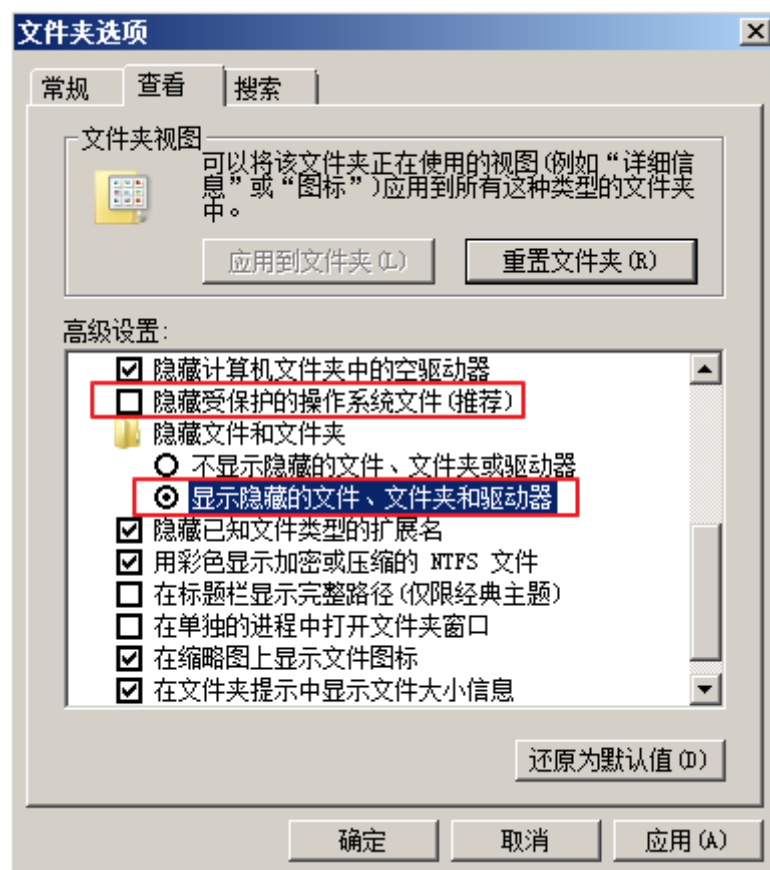 文件夹选项
常规 查看 搜索
文件夹视图
可以将该文件夹正在使用的视图(例如“详细信
息”或“图标”)应用到所有这种类型的文件夹
中。
应用到文件夹(L) 重置文件夹(R)
高级设置:
隐藏计算机文件夹中的空驱动器
隐藏受保护的操作系统文件(推荐)
隐藏文件和文件夹
不显示隐藏的文件、文件夹或驱动器
显示隐藏的文件、文件夹和驱动器
隐藏已知文件类型的扩展名
用彩色显示加密或压缩的 NTFS 文件
在标题栏显示完整路径(仅限经典主题)
在单独的进程中打开文件夹窗口
在缩略图上显示文件图标
在文件夹提示中显示文件大小信息
还原为默认值(D)
确定 取消 应用(A)